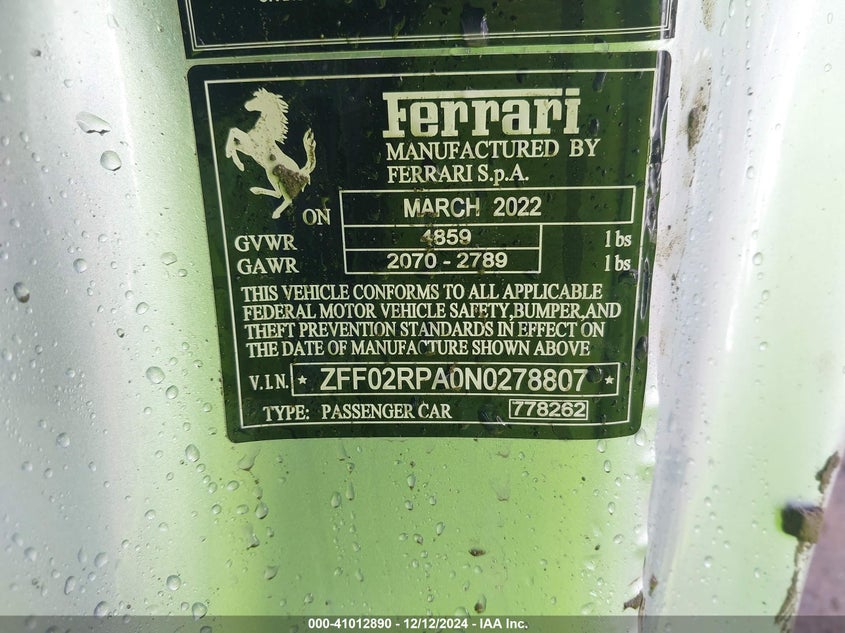 Ferrari
MANUFACTURED BY
FERRARI S.p.A.
ON MARCH 2022
GVWR 4859 lbs
GAWR 2070 - 2789 lbs
THIS VEHICLE CONFORMS TO ALL APPLICABLE
FEDERAL MOTOR VEHICLE SAFETY, BUMPER, AND
THEFT PREVENTION STANDARDS IN EFFECT ON
THE DATE OF MANUFACTURE SHOWN ABOVE
V.I.N. ★ ZFF02RPA0N0278807 ★
TYPE: PASSENGER CAR 778262
000-41012890 - 12/12/2024 - IAA Inc.